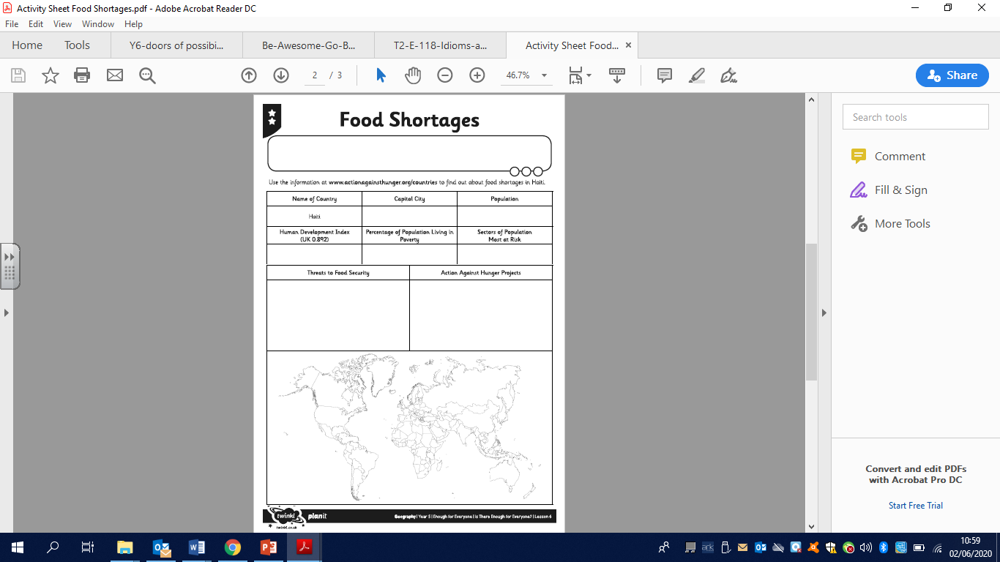 Activity Sheet Food Shortages.pdf - Adobe Acrobat Reader DC
File Edit View Window Help
Home Tools Y6-doors of possibi... Be-Awesome-Go-B... T2-E-118-Idioms-a... Activity Sheet Food... ×
2 / 3 46.7% Share
Food Shortages
Search tools
Comment
Fill & Sign
More Tools
Use the information at www.actionagainsthunger.org/countries to find out about food shortages in Haiti.
Name of Country Capital City Population
Haiti
Human Development Index (UK 0.892) Percentage of Population Living in Poverty Sectors of Population Most at Risk
Threats to Food Security Action Against Hunger Projects
Convert and edit PDFs
with Acrobat Pro DC
Start Free Trial
twinkl planit Geography | Year 5 | Enough for Everyone | Is There Enough for Everyone? | Lesson 6
twinkl.co.uk
ark 10:59
02/06/2020